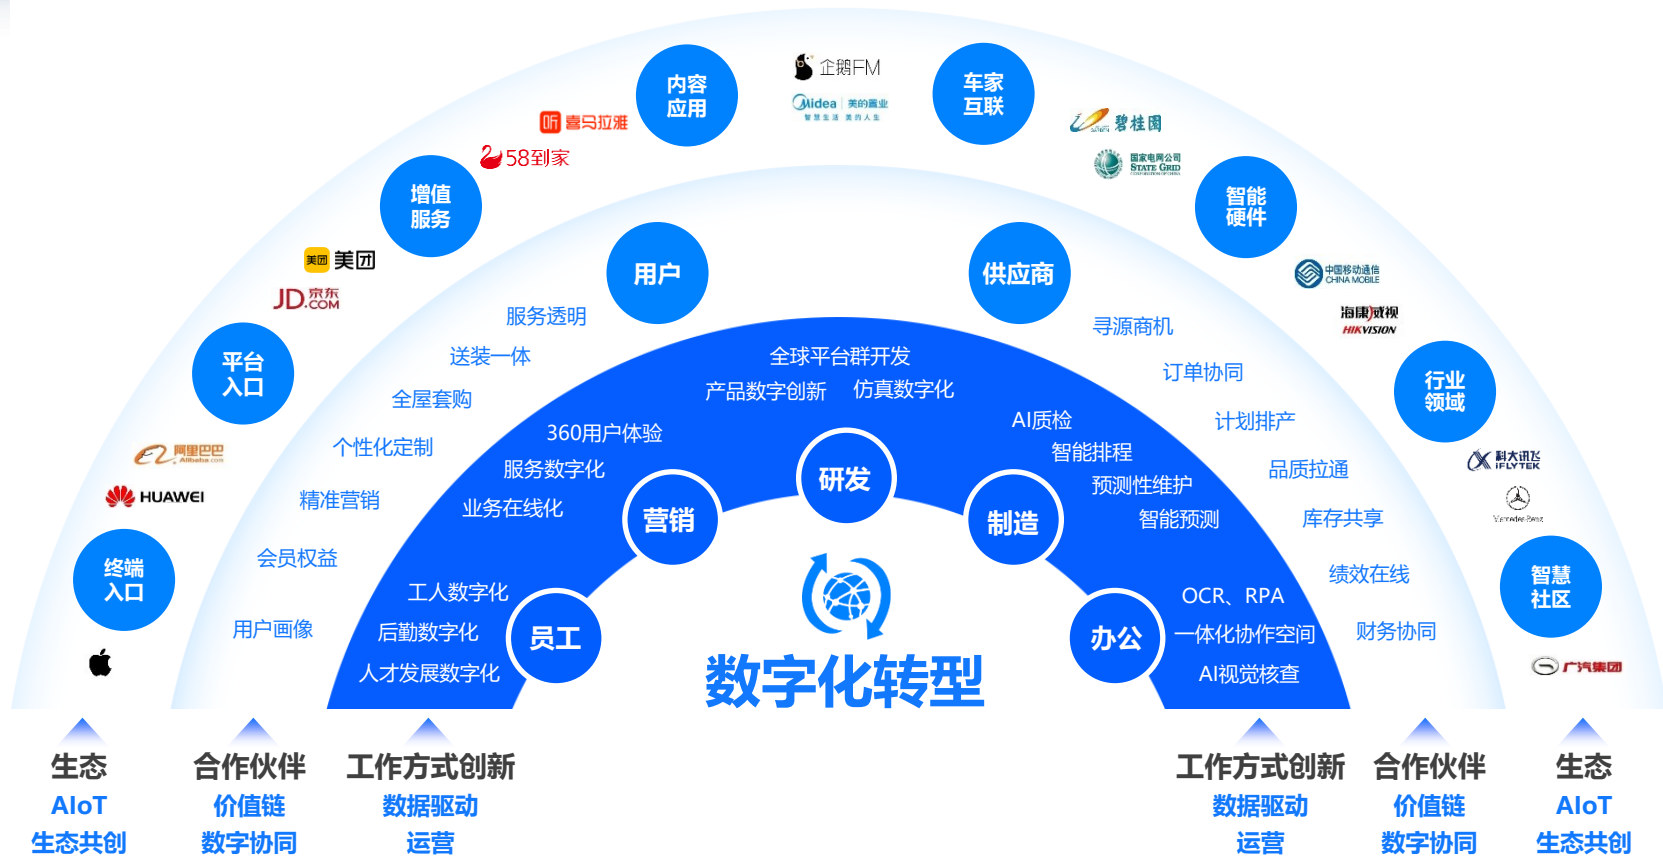 企鹅FM
Midea 美的置业
智慧生活 美的人生
内容
应用
车家
互联
喜马拉雅
58到家
碧桂园
国家电网公司
STATE GRID
增值
服务
智能
硬件
美团
美团
JD.COM 京东
中国移动通信
CHINA MOBILE
海康威视
HIKVISION
平台
入口
行业
领域
阿里巴巴
Alibaba.com
HUAWEI
科大讯飞
iFLYTEK
Mercedes-Benz
终端
入口
智慧
社区
广汽集团
用户
供应商
服务透明
送装一体
全屋套购
个性化定制
精准营销
会员权益
用户画像
寻源商机
订单协同
计划排产
品质拉通
库存共享
绩效在线
财务协同
全球平台群开发
产品数字创新 仿真数字化
研发
360用户体验
服务数字化
业务在线化
营销
AI质检
智能排程
预测性维护
智能预测
制造
工人数字化
后勤数字化
人才发展数字化
员工
OCR、RPA
一体化协作空间
AI视觉核查
办公
数字化转型
生态
AIoT
生态共创
合作伙伴
价值链
数字协同
工作方式创新
数据驱动
运营
工作方式创新
数据驱动
运营
合作伙伴
价值链
数字协同
生态
AIoT
生态共创